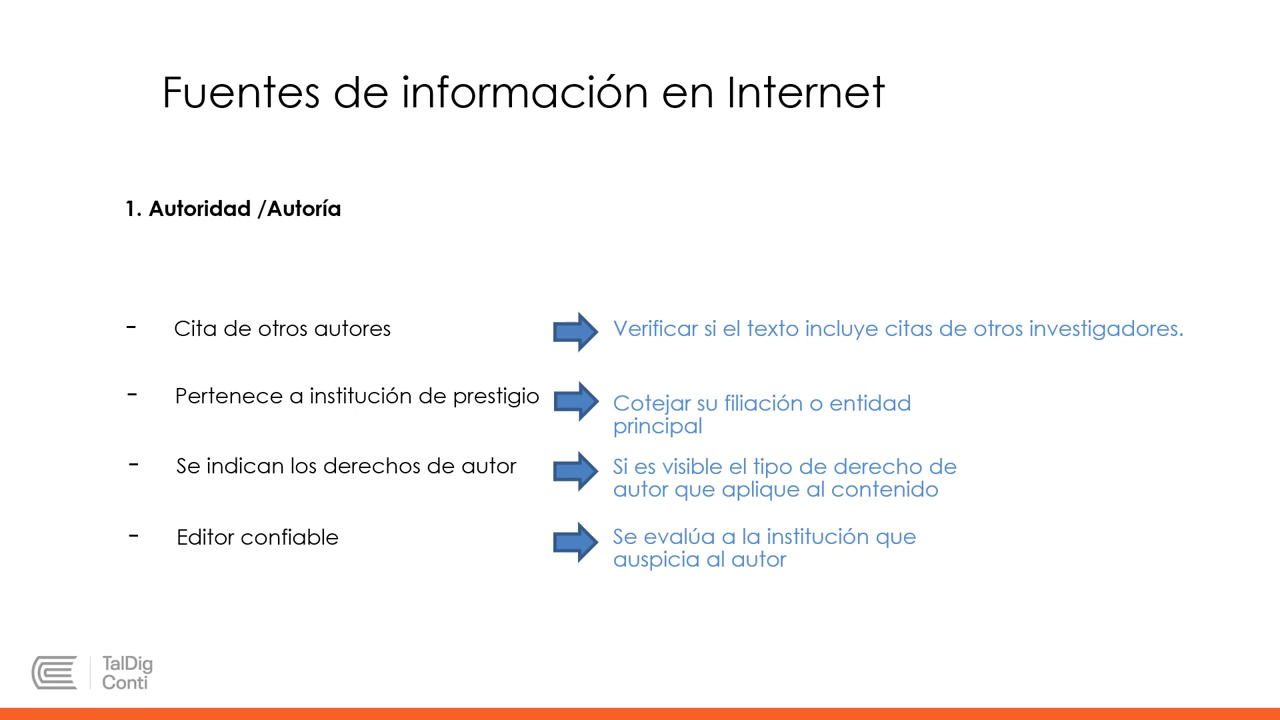 Fuentes de información en Internet
1. Autoridad /Autoría
- Cita de otros autores
Verificar si el texto incluye citas de otros investigadores.
- Pertenece a institución de prestigio
Cotejar su filiación o entidad
principal
- Se indican los derechos de autor
Si es visible el tipo de derecho de
autor que aplique al contenido
- Editor confiable
Se evalúa a la institución que
auspicia al autor
TalDig
Conti